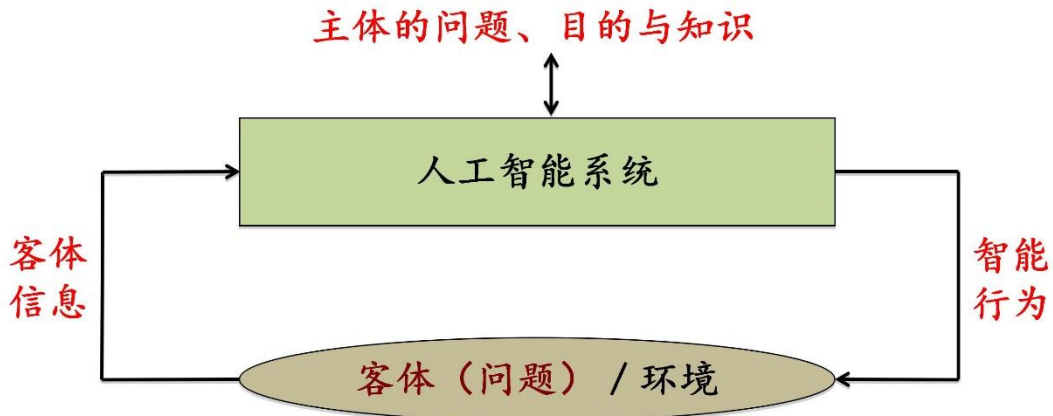 主体的问题、目的与知识
人工智能系统
客体
信息
智能
行为
客体（问题）/环境